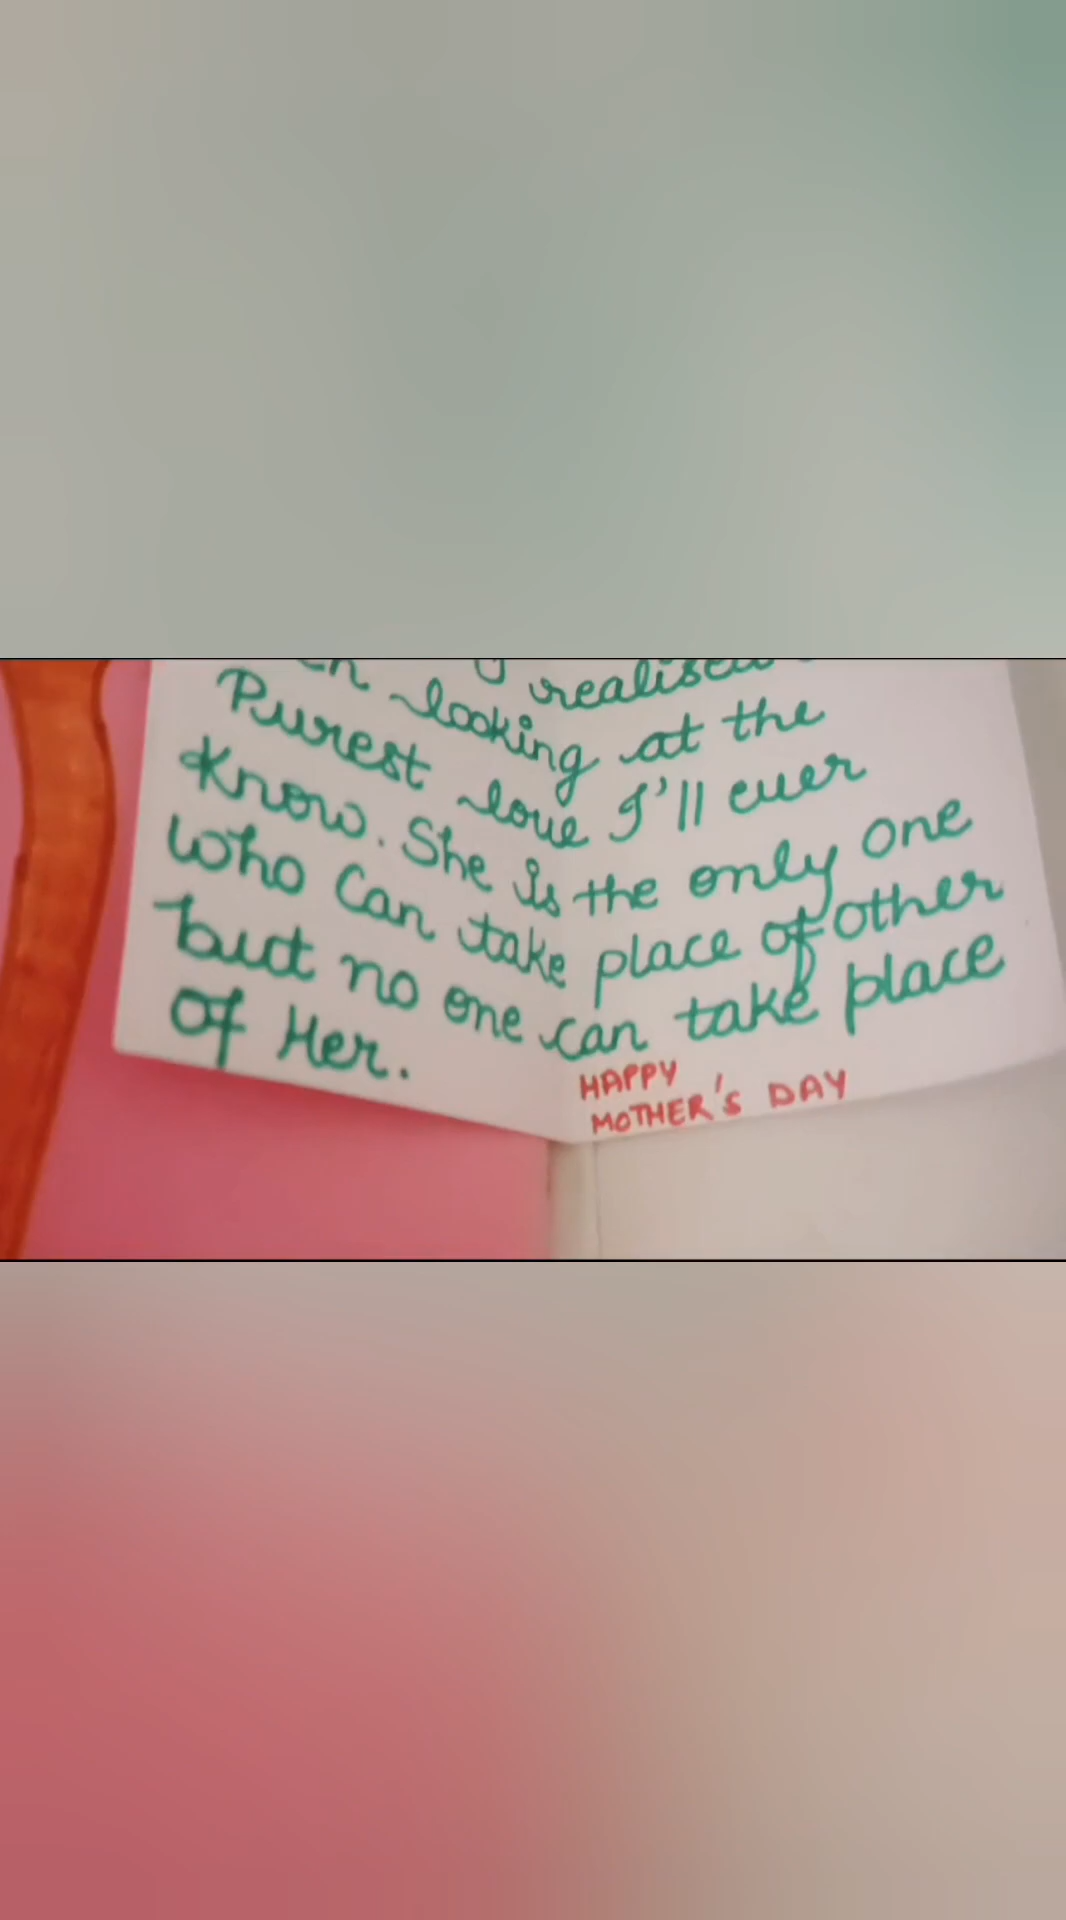 realised
looking at the
Purest love I'll ever
Know. She is the only one
who can take place of other
but no one can take place
of Her.
HAPPY
MOTHER'S DAY